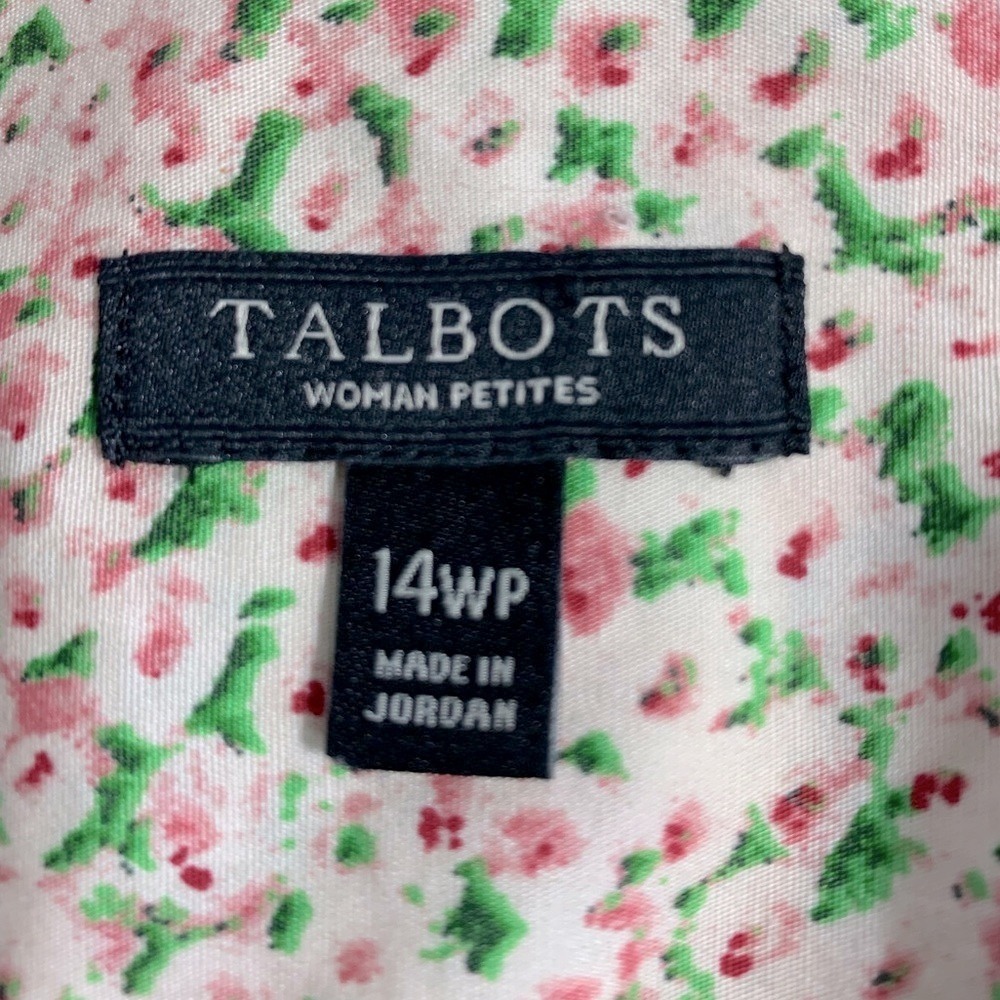 TALBOTS
WOMAN PETITES
14WP
MADE IN
JORDAN